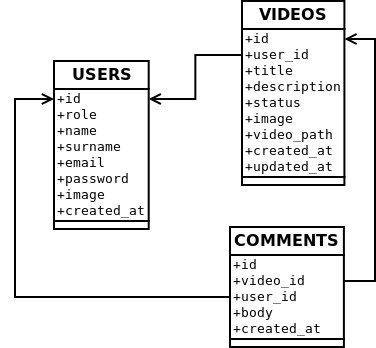 VIDEOS
+id
+user_id
+title
+description
+status
+image
+video_path
+created_at
+updated_at
USERS
+id
+role
+name
+surname
+email
+password
+image
+created_at
COMMENTS
+id
+video_id
+user_id
+body
+created_at